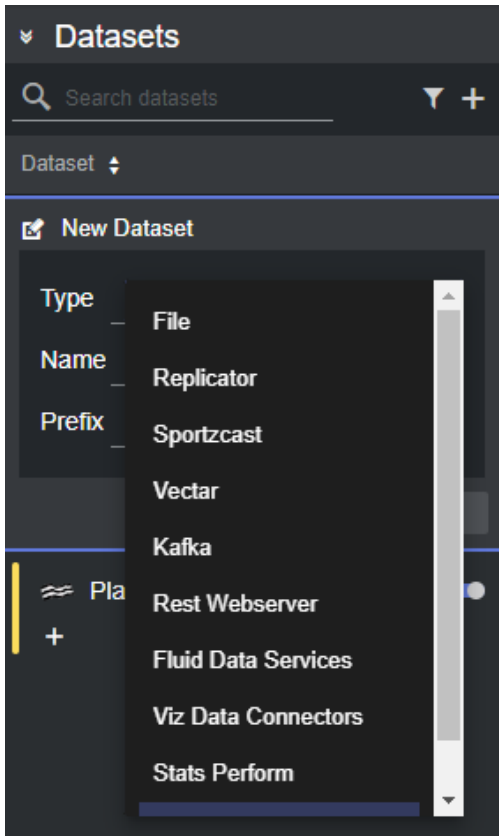 Datasets
Search datasets
Dataset
New Dataset
Type
File
Name
Replicator
Prefix
Sportzcast
Vectar
Kafka
Pla
Rest Webserver
Fluid Data Services
Viz Data Connectors
Stats Perform